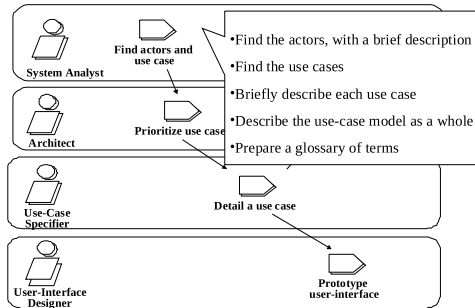 Find actors and
use case
System Analyst
•Find the actors, with a brief description
•Find the use cases
•Briefly describe each use case
•Describe the use-case model as a whole
•Prepare a glossary of terms
Prioritize use case
Architect
Detail a use case
Use-Case
Specifier
Prototype
user-interface
User-Interface
Designer